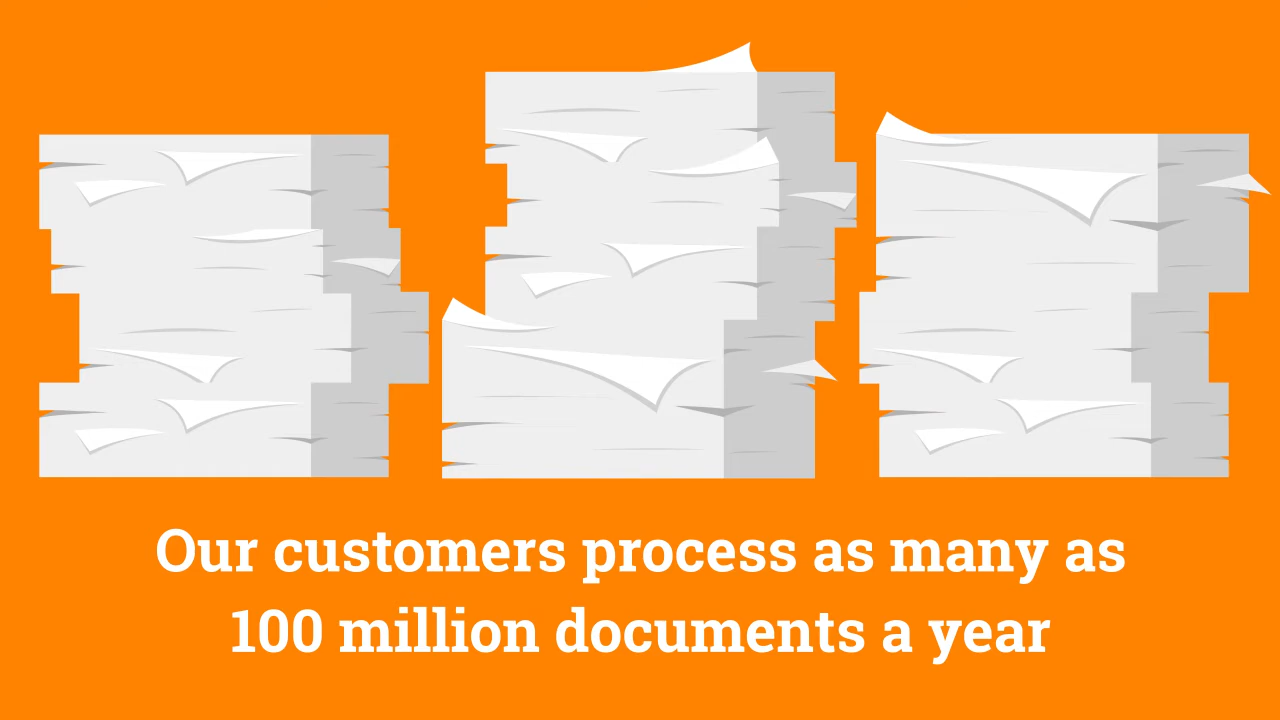 Our customers process as many as
100 million documents a year